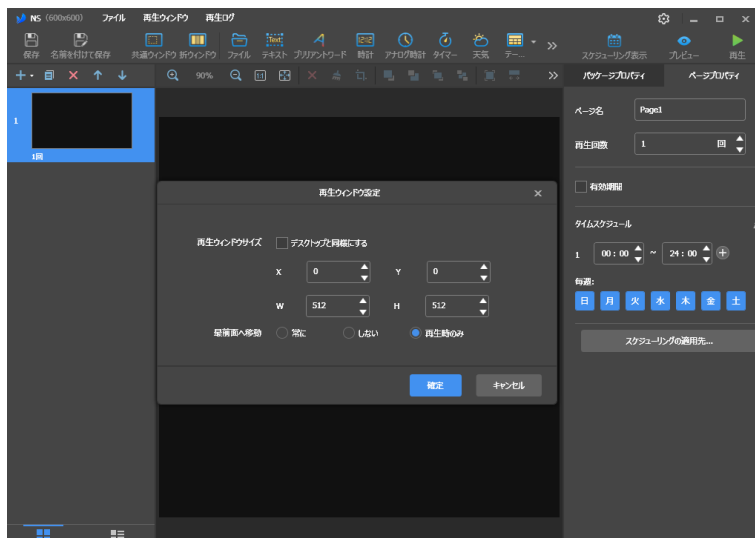 NS (600x600) ファイル 再生ウィンドウ 再生ログ
保存 名前を付けて保存 共通ウィンドウ 折ウィンドウ ファイル テキスト ブリリアントワード 時計 アナログ時計 タイマー 天気 テー... スケジューリング表示 プレビュー 再生
90% 1:1 パッケージプロパティ ページプロパティ
ページ名 Page1
1
再生回数 1 回
1回
再生ウィンドウ設定
有効期間
再生ウィンドウサイズ デスクトップと同様にする
タイムスケジュール
X 0 Y 0
1 00:00 ~ 24:00
毎週:
W 512 H 512
日 月 火 水 木 金 土
最前面へ移動 常に しない 再生時のみ
スケジューリングの適用先...
確定 キャンセル